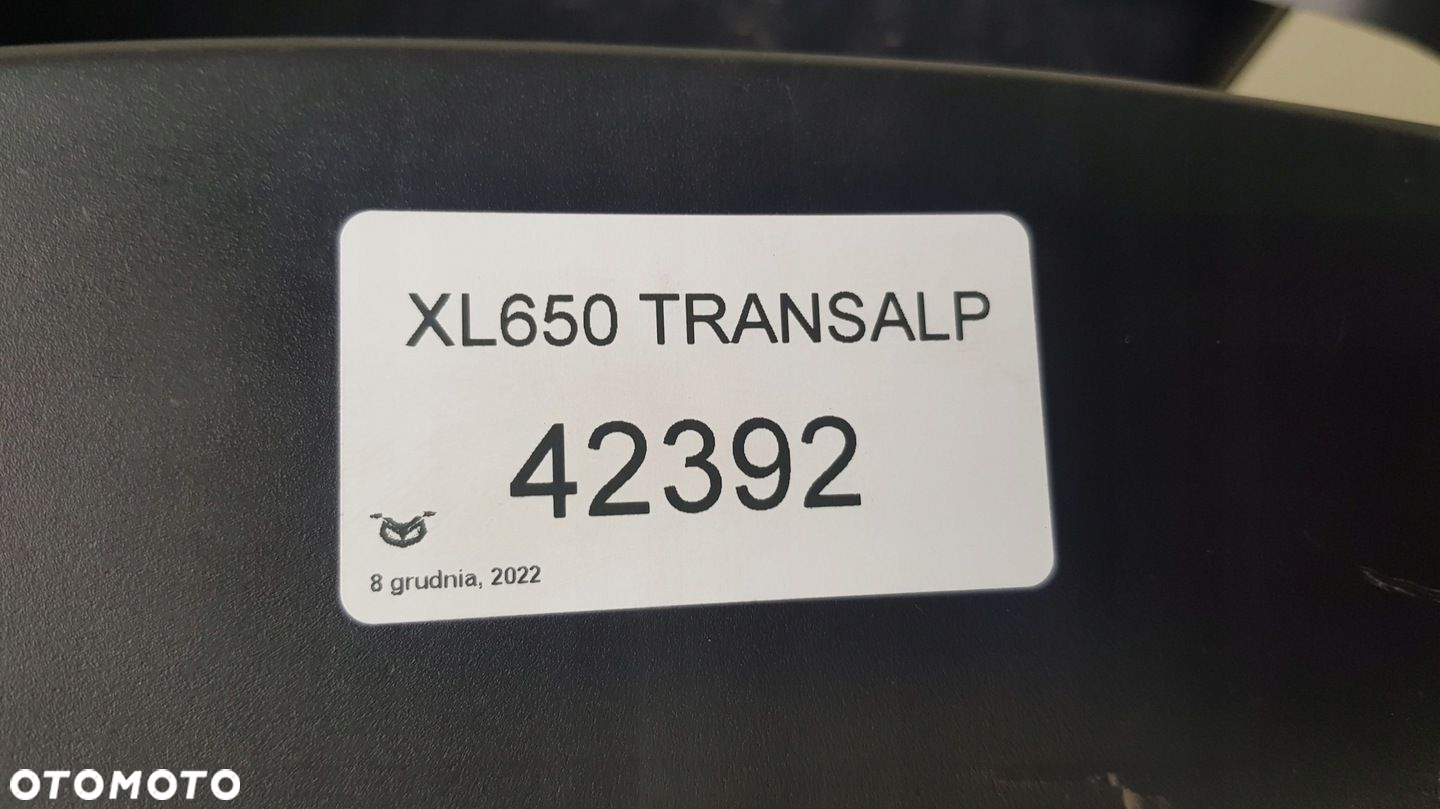 XL650 TRANSALP
42392
8 grudnia, 2022
OTOMOTO